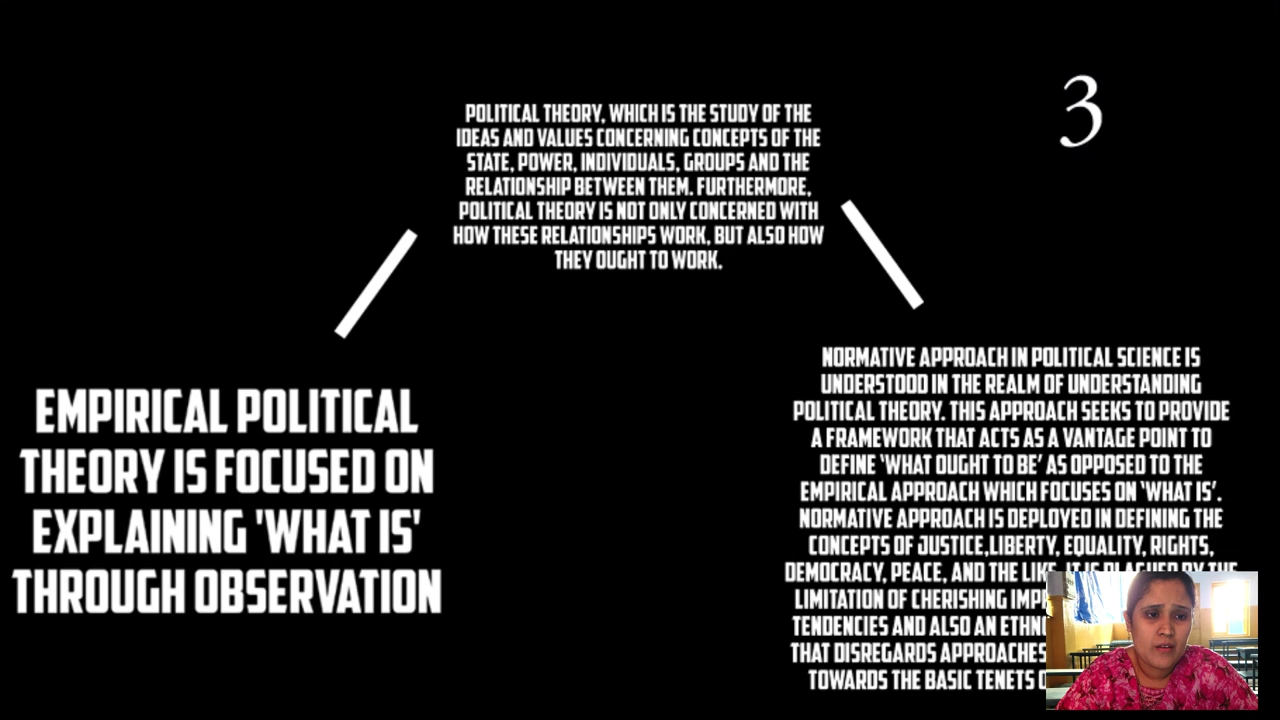 3
POLITICAL THEORY, WHICH IS THE STUDY OF THE
IDEAS AND VALUES CONCERNING CONCEPTS OF THE
STATE, POWER, INDIVIDUALS, GROUPS AND THE
RELATIONSHIP BETWEEN THEM. FURTHERMORE,
POLITICAL THEORY IS NOT ONLY CONCERNED WITH
HOW THESE RELATIONSHIPS WORK, BUT ALSO HOW
THEY OUGHT TO WORK.
EMPIRICAL POLITICAL
THEORY IS FOCUSED ON
EXPLAINING 'WHAT IS'
THROUGH OBSERVATION
NORMATIVE APPROACH IN POLITICAL SCIENCE IS
UNDERSTOOD IN THE REALM OF UNDERSTANDING
POLITICAL THEORY. THIS APPROACH SEEKS TO PROVIDE
A FRAMEWORK THAT ACTS AS A VANTAGE POINT TO
DEFINE ‘WHAT OUGHT TO BE’ AS OPPOSED TO THE
EMPIRICAL APPROACH WHICH FOCUSES ON ‘WHAT IS’.
NORMATIVE APPROACH IS DEPLOYED IN DEFINING THE
CONCEPTS OF JUSTICE,LIBERTY, EQUALITY, RIGHTS,
DEMOCRACY, PEACE, AND THE LIKE. IT IS PLAGUED BY THE
LIMITATION OF CHERISHING
TENDENCIES AND ALSO AN
THAT DISREGARDS APPROACHES
TOWARDS THE BASIC TENETS